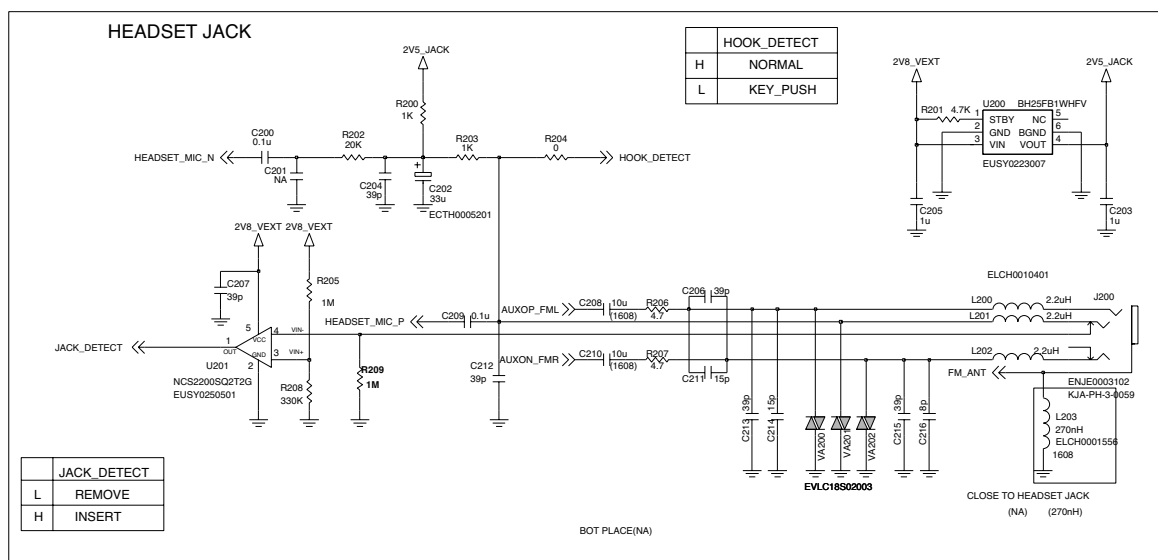 HEADSET JACK
HOOK_DETECT
H NORMAL
L KEY_PUSH
2V5_JACK
R200
1K
C200
0.1u
R202
20K
R203
1K
R204
0
HEADSET_MIC_N
HOOK_DETECT
C201
NA
C204
39p
+
C202
33u
ECTH0005201
2V8_VEXT
2V5_JACK
R201 4.7K
U200 BH25FB1WHFV
1 STBY NC 5
2 GND BGND 6
3 VIN VOUT 4
EUSY0223007
C205
1u
C203
1u
2V8_VEXT 2V8_VEXT
C207
39p
R205
1M
5
VCC
4 VIN-
JACK_DETECT
1
OUT
GND
3 VIN+
2
U201
NCS2200SQ2T2G
EUSY0250501
R208
330K
R209
1M
HEADSET_MIC_P
C209 0.1u
C212
39p
AUXOP_FML
C208 10u
(1608)
R206
4.7
C206 39p
AUXON_FMR
C210 10u
(1608)
R207
4.7
C211 15p
C213 39p
C214 15p
VA200
VA201
VA202
EVLC18S02003
C215 39p
C216 8p
ELCH0010401
L200 2.2uH
L201 2.2uH
J200
L202 2.2uH
FM_ANT
ENJE0003102
KJA-PH-3-0059
L203
270nH
ELCH0001556
1608
CLOSE TO HEADSET JACK
(NA) (270nH)
JACK_DETECT
L REMOVE
H INSERT
BOT PLACE(NA)